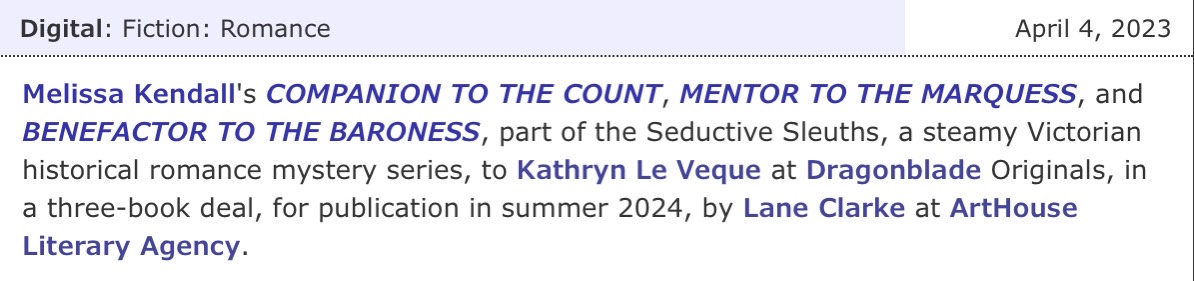 Digital: Fiction: Romance
April 4, 2023
Melissa Kendall's COMPANION TO THE COUNT, MENTOR TO THE MARQUESS, and
BENEFACTOR TO THE BARONESS, part of the Seductive Sleuths, a steamy Victorian
historical romance mystery series, to Kathryn Le Veque at Dragonblade Originals, in
a three-book deal, for publication in summer 2024, by Lane Clarke at ArtHouse
Literary Agency.